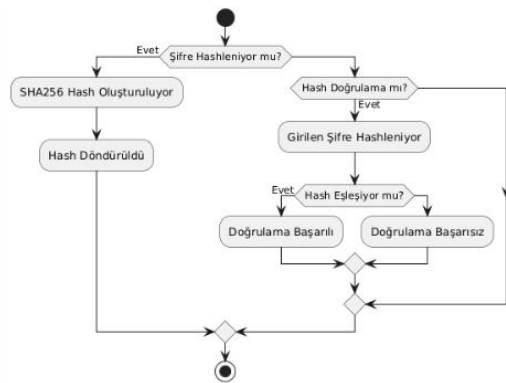 Şifre Hashleniyor mu?
Evet
SHA256 Hash Oluşturuluyor
Hash Döndürüldü
Hash Doğrulama mı?
Evet
Girilen Şifre Hashleniyor
Hash Eşleşiyor mu?
Evet
Doğrulama Başarılı
Doğrulama Başarısız